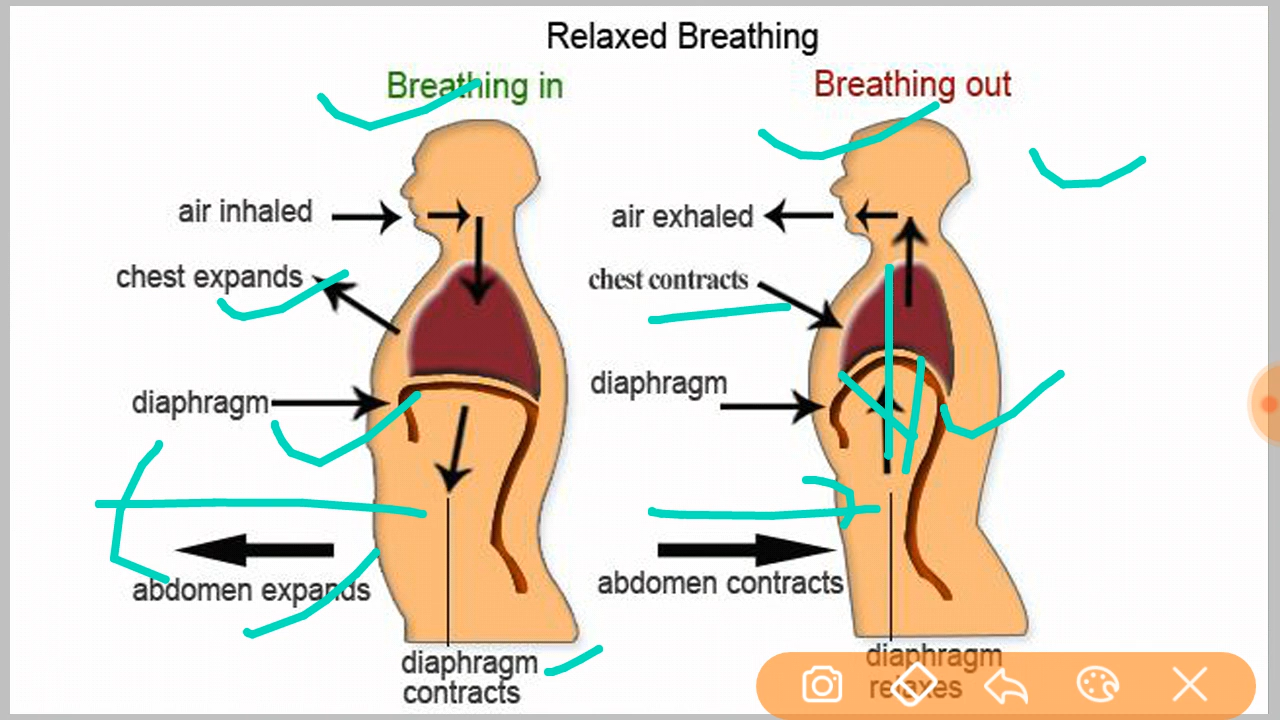 Relaxed Breathing
Breathing in
Breathing out
air inhaled
air exhaled
chest expands
chest contracts
diaphragm
diaphragm
abdomen expands
abdomen contracts
diaphragm
contracts
diaphragm
relaxes